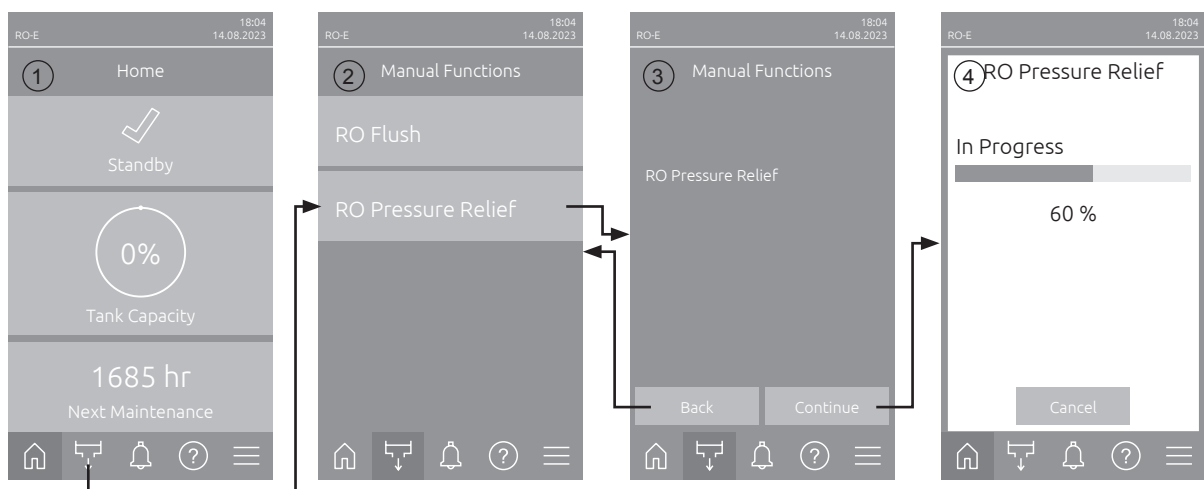 18:04
RO-E 14.08.2023
1 Home
Standby
0%
Tank Capacity
1685 hr
Next Maintenance
?
18:04
RO-E 14.08.2023
2 Manual Functions
RO Flush
RO Pressure Relief
?
18:04
RO-E 14.08.2023
3 Manual Functions
RO Pressure Relief
Back Continue
?
18:04
RO-E 14.08.2023
4 RO Pressure Relief
In Progress
60 %
Cancel
?